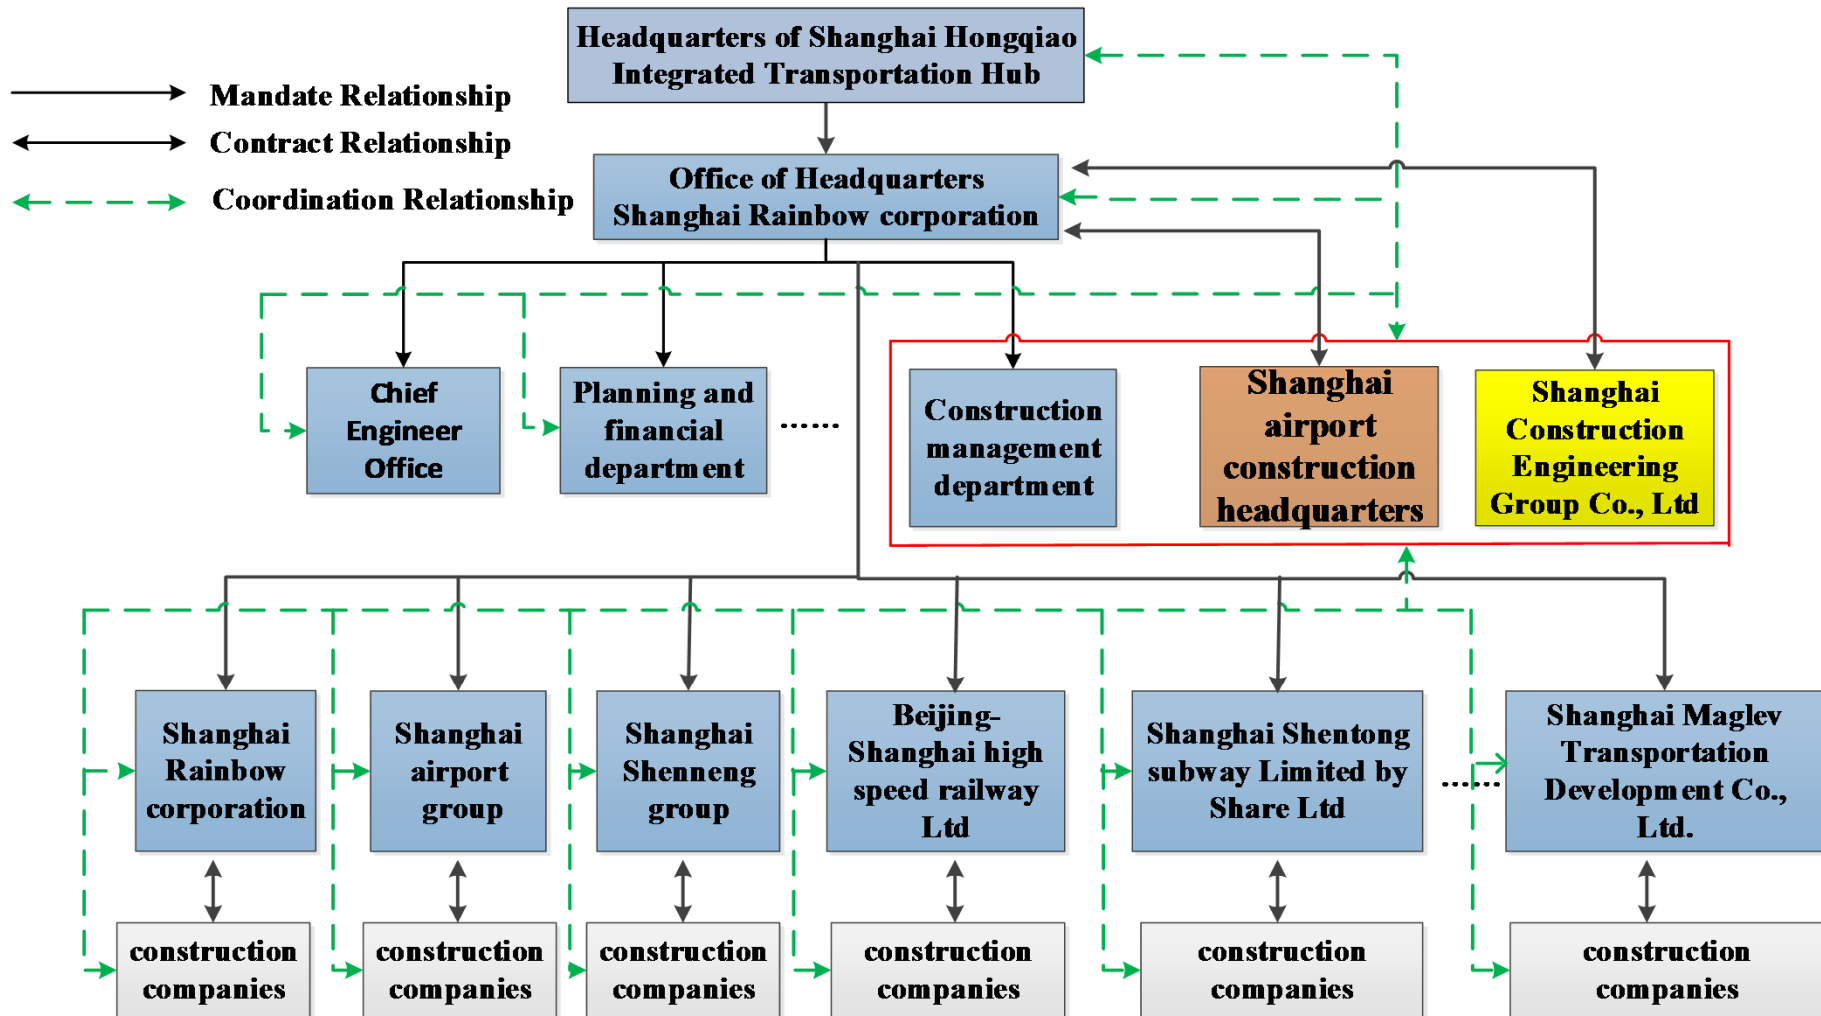 Headquarters of Shanghai Hongqiao
Integrated Transportation Hub
Mandate Relationship
Contract Relationship
Coordination Relationship
Office of Headquarters
Shanghai Rainbow corporation
Chief
Engineer
Office
Planning and
financial
department
......
Construction
management
department
Shanghai
airport
construction
headquarters
Shanghai
Construction
Engineering
Group Co., Ltd
Shanghai
Rainbow
corporation
Shanghai
airport
group
Shanghai
Shenneng
group
Beijing-
Shanghai high
speed railway
Ltd
Shanghai Shentong
subway Limited by
Share Ltd
......
Shanghai Maglev
Transportation
Development Co.,
Ltd.
construction
companies
construction
companies
construction
companies
construction
companies
construction
companies
construction
companies